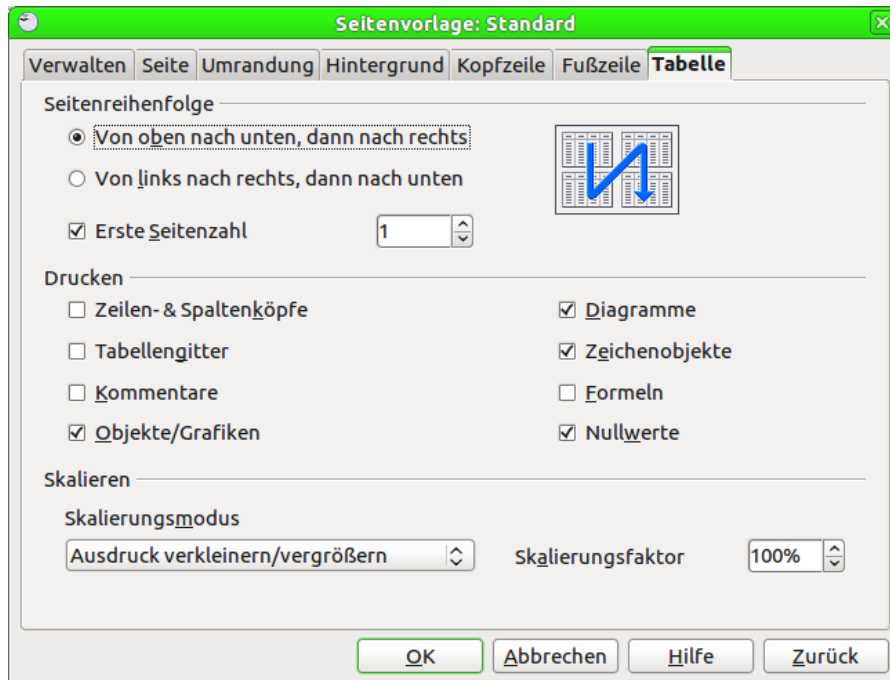 Seitenvorlage: Standard
Verwalten Seite Umrandung Hintergrund Kopfzeile Fußzeile Tabelle
Seitenreihenfolge
Von oben nach unten, dann nach rechts
Von links nach rechts, dann nach unten
Erste Seitenzahl 1
Drucken
Zeilen- & Spaltenköpfe Diagramme
Tabellengitter Zeichenobjekte
Kommentare Formeln
Objekte/Grafiken Nullwerte
Skalieren
Skalierungsmodus
Ausdruck verkleinern/vergrößern Skalierungsfaktor 100%
OK Abbrechen Hilfe Zurück